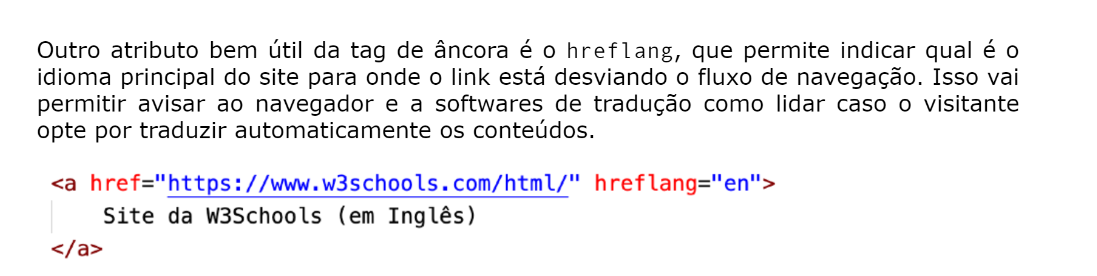 Outro atributo bem útil da tag de âncora é o hreflang, que permite indicar qual é o
idioma principal do site para onde o link está desviando o fluxo de navegação. Isso vai
permitir avisar ao navegador e a softwares de tradução como lidar caso o visitante
opte por traduzir automaticamente os conteúdos.
<a href="https://www.w3schools.com/html/" hreflang="en">
Site da W3Schools (em Inglês)
</a>